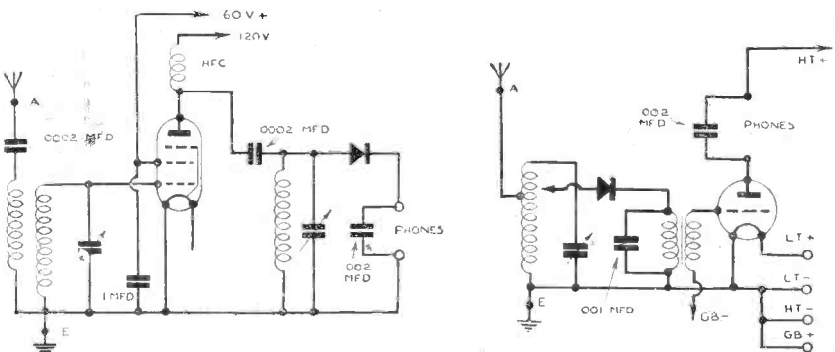 60 V +
120V
HFC
A
0002 MFD
0002 MFD
PHONES
002
MFD
1 MFD
E
HT +
A
002
MFD
PHONES
LT +
LT -
HT -
GB +
E
001 MFD
GB -